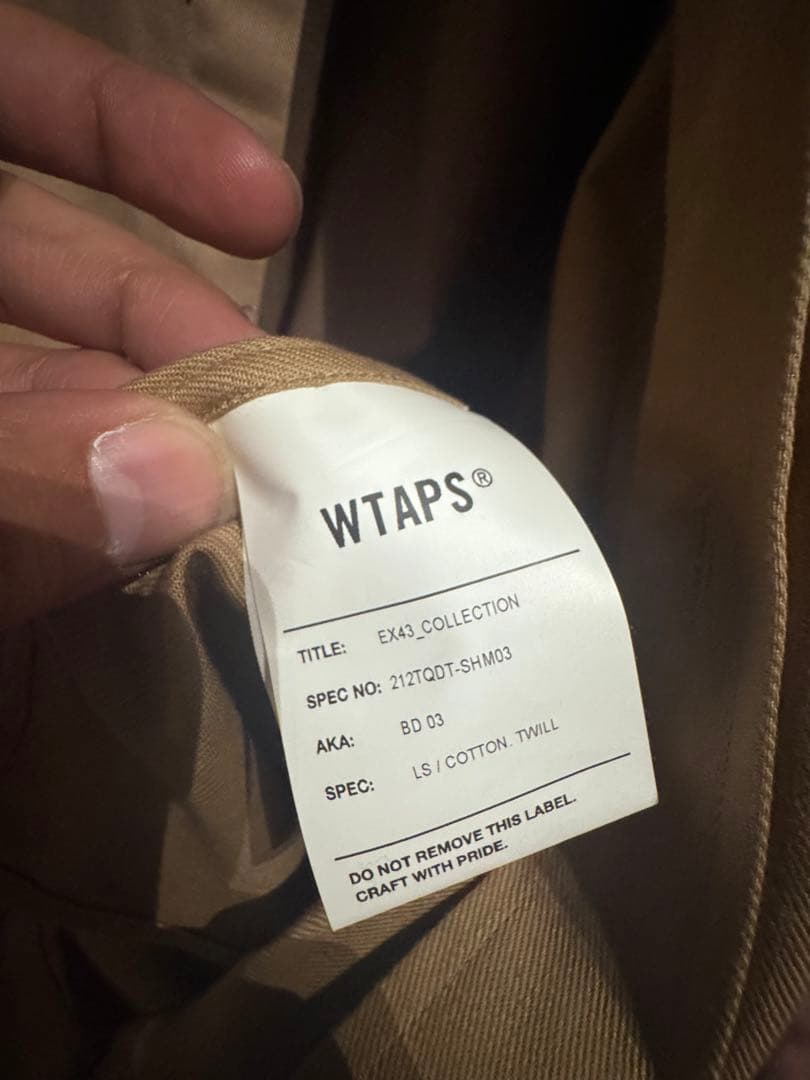 WTAPS®
TITLE: EX43_COLLECTION
SPEC NO: 212TQDT-SHM03
AKA: BD 03
SPEC: LS / COTTON. TWILL
DO NOT REMOVE THIS LABEL.
CRAFT WITH PRIDE.